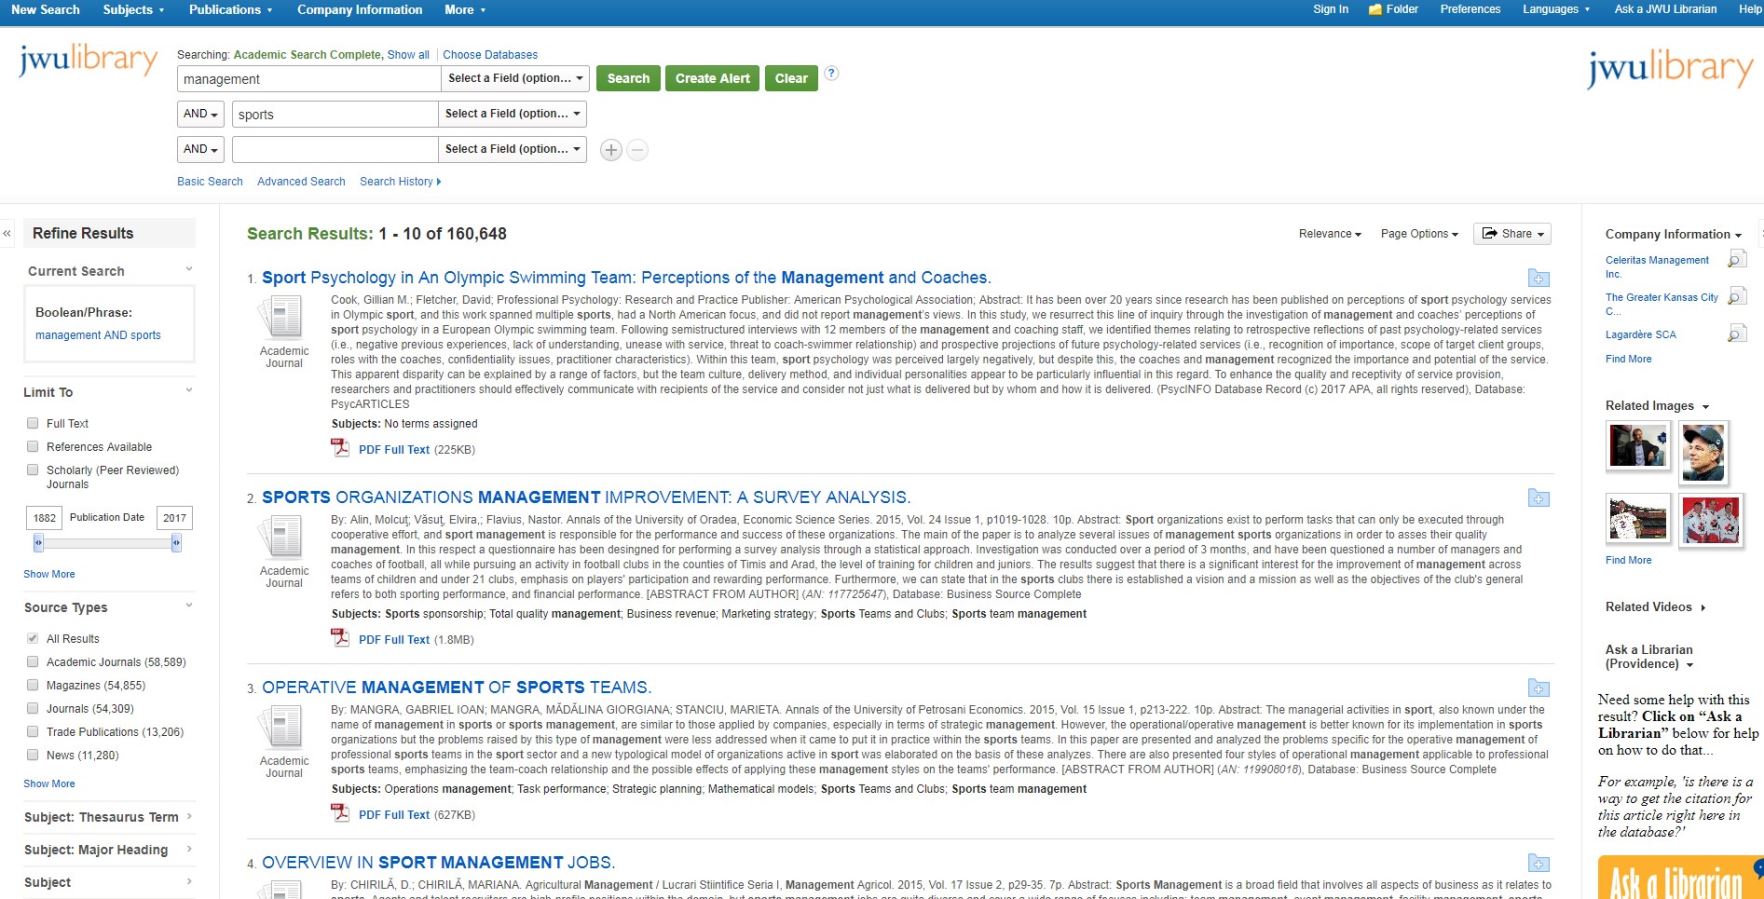 New Search Subjects Publications Company Information More Sign In Folder Preferences Languages Ask a JWU Librarian Help
jwulibrary
Searching: Academic Search Complete, Show all Choose Databases
management Select a Field (option... Search Create Alert Clear ?
AND sports Select a Field (option...
AND Select a Field (option...
Basic Search Advanced Search Search History
jwulibrary
Refine Results
Current Search
Boolean/Phrase:
management AND sports
Limit To
Full Text
References Available
Scholarly (Peer Reviewed)
Journals
1882 Publication Date 2017
Show More
Source Types
All Results
Academic Journals (58,589)
Magazines (54,855)
Journals (54,309)
Trade Publications (13,206)
News (11,280)
Show More
Subject: Thesaurus Term
Subject: Major Heading
Subject
Search Results: 1 - 10 of 160,648 Relevance Page Options Share
1. Sport Psychology in An Olympic Swimming Team: Perceptions of the Management and Coaches.
Academic
Journal
Cook, Gillian M.; Fletcher, David; Professional Psychology: Research and Practice Publisher: American Psychological Association; Abstract: It has been over 20 years since research has been published on perceptions of sport psychology services
in Olympic sport, and this work spanned multiple sports, had a North American focus, and did not report management's views. In this study, we resurrect this line of inquiry through the investigation of management and coaches' perceptions of
sport psychology in a European Olympic swimming team. Following semistructured interviews with 12 members of the management and coaching staff, we identified themes relating to retrospective reflections of past psychology-related services
(i.e., negative previous experiences, lack of understanding, unease with service, threat to coach-swimmer relationship) and prospective projections of future psychology-related services (i.e., recognition of importance, scope of target client groups,
roles with the coaches, confidentiality issues, practitioner characteristics). Within this team, sport psychology was perceived largely negatively, but despite this, the coaches and management recognized the importance and potential of the service.
This apparent disparity can be explained by a range of factors, but the team culture, delivery method, and individual personalities appear to be particularly influential in this regard. To enhance the quality and receptivity of service provision,
researchers and practitioners should effectively communicate with recipients of the service and consider not just what is delivered but by whom and how it is delivered. (PsycINFO Database Record (c) 2017 APA, all rights reserved), Database:
PsycARTICLES
Subjects: No terms assigned
PDF Full Text (225KB)
2. SPORTS ORGANIZATIONS MANAGEMENT IMPROVEMENT: A SURVEY ANALYSIS.
Academic
Journal
By: Alin, Molcuţ; Văsuţ, Elvira,; Flavius, Nastor. Annals of the University of Oradea, Economic Science Series. 2015, Vol. 24 Issue 1, p1019-1028. 10p. Abstract: Sport organizations exist to perform tasks that can only be executed through
cooperative effort, and sport management is responsible for the performance and success of these organizations. The main of the paper is to analyze several issues of management sports organizations in order to asses their quality
management. In this respect a questionnaire has been desingned for performing a survey analysis through a statistical approach. Investigation was conducted over a period of 3 months, and have been questioned a number of managers and
coaches of football, all while pursuing an activity in football clubs in the counties of Timis and Arad, the level of training for children and juniors. The results suggest that there is a significant interest for the improvement of management across
teams of children and under 21 clubs, emphasis on players' participation and rewarding performance. Furthermore, we can state that in the sports clubs there is established a vision and a mission as well as the objectives of the club's general
refers to both sporting performance, and financial performance. [ABSTRACT FROM AUTHOR] (AN: 117725647), Database: Business Source Complete
Subjects: Sports sponsorship; Total quality management; Business revenue; Marketing strategy; Sports Teams and Clubs; Sports team management
PDF Full Text (1.8MB)
3. OPERATIVE MANAGEMENT OF SPORTS TEAMS.
Academic
Journal
By: MANGRA, GABRIEL IOAN; MANGRA, MĂDĂLINA GIORGIANA; STANCIU, MARIETA. Annals of the University of Petrosani Economics. 2015, Vol. 15 Issue 1, p213-222. 10p. Abstract: The managerial activities in sport, also known under the
name of management in sports or sports management, are similar to those applied by companies, especially in terms of strategic management. However, the operational/operative management is better known for its implementation in sports
organizations but the problems raised by this type of management were less addressed when it came to put it in practice within the sports teams. In this paper are presented and analyzed the problems specific for the operative management of
professional sports teams in the sport sector and a new typological model of organizations active in sport was elaborated on the basis of these analyzes. There are also presented four styles of operational management applicable to professional
sports teams, emphasizing the team-coach relationship and the possible effects of applying these management styles on the teams' performance. [ABSTRACT FROM AUTHOR] (AN: 119908018), Database: Business Source Complete
Subjects: Operations management; Task performance; Strategic planning; Mathematical models; Sports Teams and Clubs; Sports team management
PDF Full Text (627KB)
4. OVERVIEW IN SPORT MANAGEMENT JOBS.
By: CHIRILĂ, D.; CHIRILĂ, MARIANA. Agricultural Management / Lucrari Stiintifice Seria I, Management Agricol. 2015, Vol. 17 Issue 2, p29-35. 7p. Abstract: Sports Management is a broad field that involves all aspects of business as it relates to
Company Information
Celeritas Management
Inc.
The Greater Kansas City
C...
Lagardère SCA
Find More
Related Images
Find More
Related Videos
Ask a Librarian
(Providence)
Need some help with this
result? Click on “Ask a
Librarian” below for help
on how to do that...
For example, 'is there is a
way to get the citation for
this article right here in
the database?'
Ask a Librarian